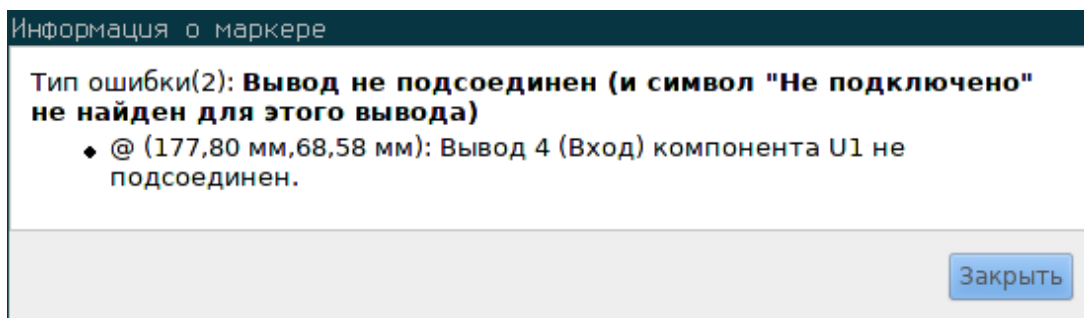 Информация о маркере
Тип ошибки(2): Вывод не подсоединен (и символ "Не подключено"
не найден для этого вывода)
◆ @ (177,80 мм,68,58 мм): Вывод 4 (Вход) компонента U1 не
подсоединен.
Закрыть